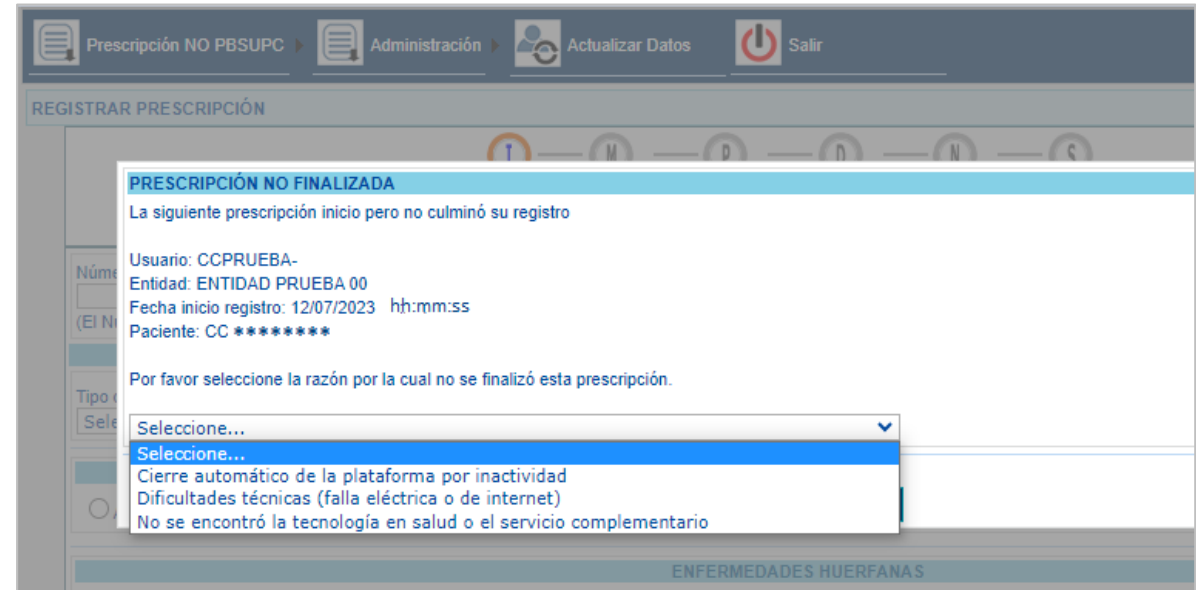 Prescripción NO PBSUPC Administración Actualizar Datos Salir
REGISTRAR PRESCRIPCIÓN
T M P D N S
PRESCRIPCIÓN NO FINALIZADA
La siguiente prescripción inicio pero no culminó su registro
Usuario: CCPRUEBA-
Entidad: ENTIDAD PRUEBA 00
Fecha inicio registro: 12/07/2023 hh:mm:ss
Paciente: CC ********
Por favor seleccione la razón por la cual no se finalizó esta prescripción.
Seleccione...
Seleccione...
Cierre automático de la plataforma por inactividad
Dificultades técnicas (falla eléctrica o de internet)
No se encontró la tecnología en salud o el servicio complementario
(El
Tipo
ENFERMEDADES HUERFANAS